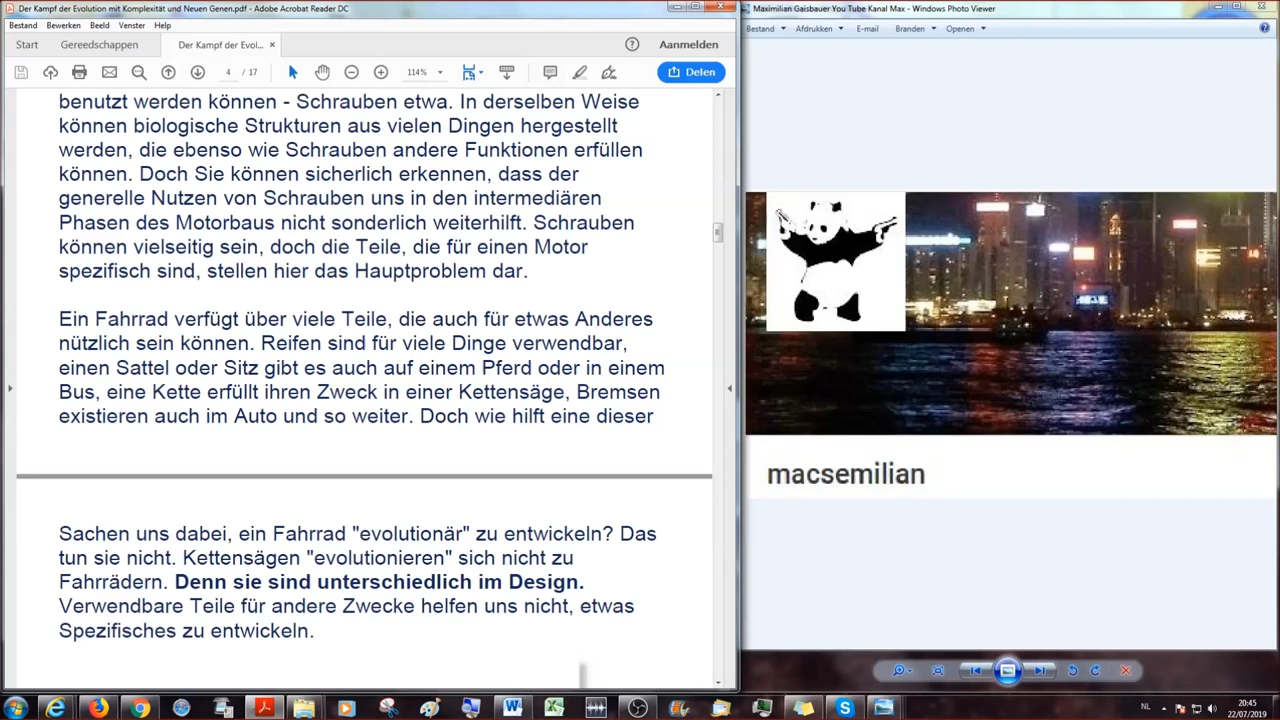 Der Kampf der Evolution mit Komplexität und Neuen Genen.pdf - Adobe Acrobat Reader DC
Bestand Bewerken Beeld Venster Help
Start Gereedschappen Der Kampf der Evol... Aanmelden
4 / 17 114% Delen
benutzt werden können - Schrauben etwa. In derselben Weise
können biologische Strukturen aus vielen Dingen hergestellt
werden, die ebenso wie Schrauben andere Funktionen erfüllen
können. Doch Sie können sicherlich erkennen, dass der
generelle Nutzen von Schrauben uns in den intermediären
Phasen des Motorbaus nicht sonderlich weiterhilft. Schrauben
können vielseitig sein, doch die Teile, die für einen Motor
spezifisch sind, stellen hier das Hauptproblem dar.
Ein Fahrrad verfügt über viele Teile, die auch für etwas Anderes
nützlich sein können. Reifen sind für viele Dinge verwendbar,
einen Sattel oder Sitz gibt es auch auf einem Pferd oder in einem
Bus, eine Kette erfüllt ihren Zweck in einer Kettensäge, Bremsen
existieren auch im Auto und so weiter. Doch wie hilft eine dieser
Sachen uns dabei, ein Fahrrad "evolutionär" zu entwickeln? Das
tun sie nicht. Kettensägen "evolutionieren" sich nicht zu
Fahrrädern. Denn sie sind unterschiedlich im Design.
Verwendbare Teile für andere Zwecke helfen uns nicht, etwas
Spezifisches zu entwickeln.
Maximilian Gaisbauer You Tube Kanal Max - Windows Photo Viewer
Bestand Afdrukken E-mail Branden Openen
macsemilian
NL 20:45
22/07/2019